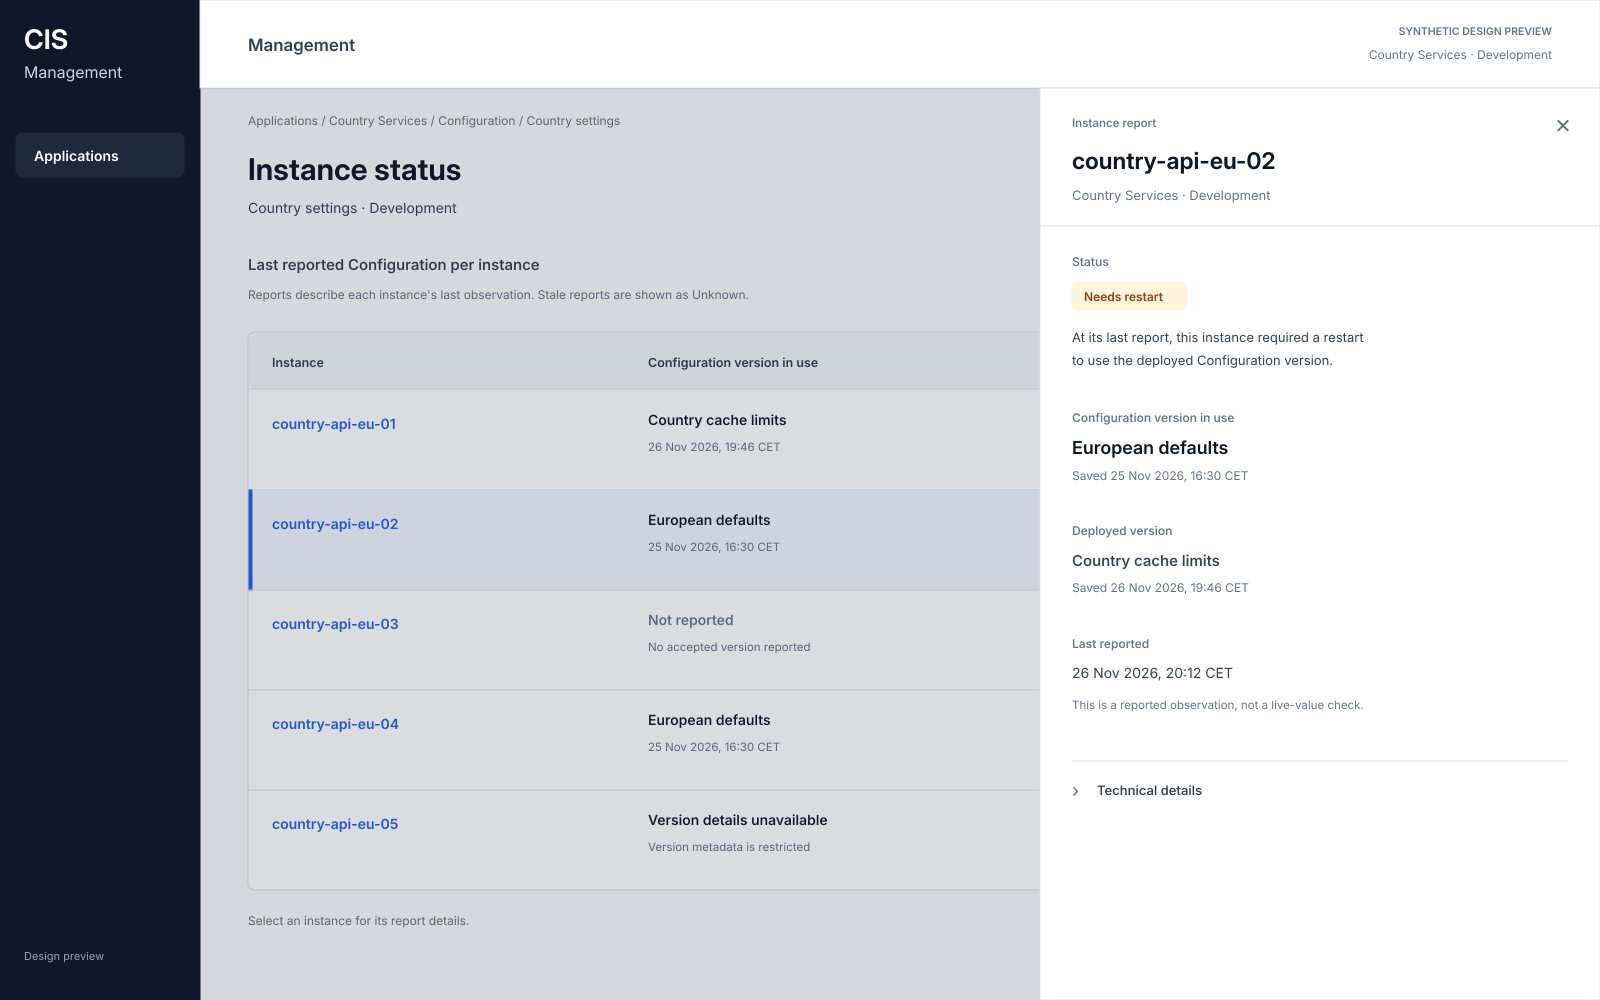 CIS
Management
Applications
Design preview
Management
SYNTHETIC DESIGN PREVIEW
Country Services · Development
Applications / Country Services / Configuration / Country settings
Instance status
Country settings · Development
Last reported Configuration per instance
Reports describe each instance's last observation. Stale reports are shown as Unknown.
Instance
Configuration version in use
country-api-eu-01
Country cache limits
26 Nov 2026, 19:46 CET
country-api-eu-02
European defaults
25 Nov 2026, 16:30 CET
country-api-eu-03
Not reported
No accepted version reported
country-api-eu-04
European defaults
25 Nov 2026, 16:30 CET
country-api-eu-05
Version details unavailable
Version metadata is restricted
Select an instance for its report details.
Instance report
country-api-eu-02
Country Services · Development
Status
Needs restart
At its last report, this instance required a restart
to use the deployed Configuration version.
Configuration version in use
European defaults
Saved 25 Nov 2026, 16:30 CET
Deployed version
Country cache limits
Saved 26 Nov 2026, 19:46 CET
Last reported
26 Nov 2026, 20:12 CET
This is a reported observation, not a live-value check.
Technical details